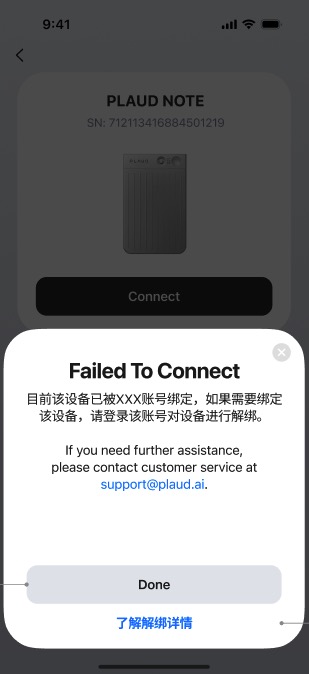 9:41
PLAUD NOTE
SN: 712113416884501219
PLAUD
Connect
Failed To Connect
目前该设备已被XXX账号绑定，如果需要绑定
该设备，请登录该账号对设备进行解绑。
If you need further assistance,
please contact customer service at
support@plaud.ai.
Done
了解解绑详情